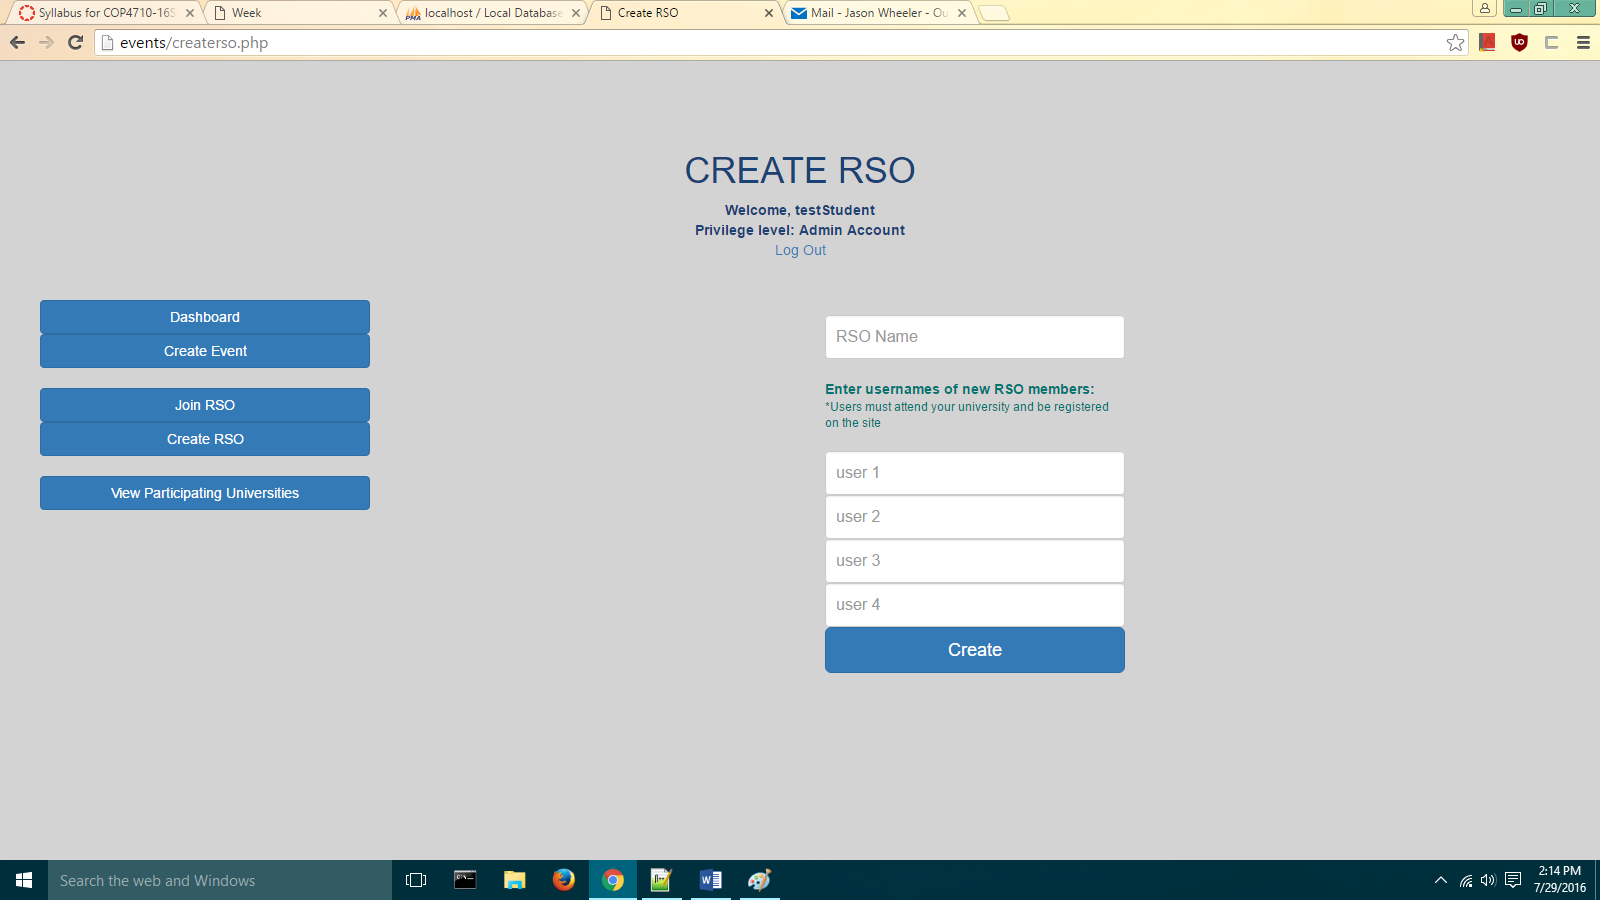 Syllabus for COP4710-16S
Week
localhost / Local Database
Create RSO
Mail - Jason Wheeler - Ou
events/createrso.php
CREATE RSO
Welcome, testStudent
Privilege level: Admin Account
Log Out
Dashboard
Create Event
Join RSO
Create RSO
View Participating Universities
RSO Name
Enter usernames of new RSO members:
*Users must attend your university and be registered
on the site
user 1
user 2
user 3
user 4
Create
Search the web and Windows
2:14 PM
7/29/2016